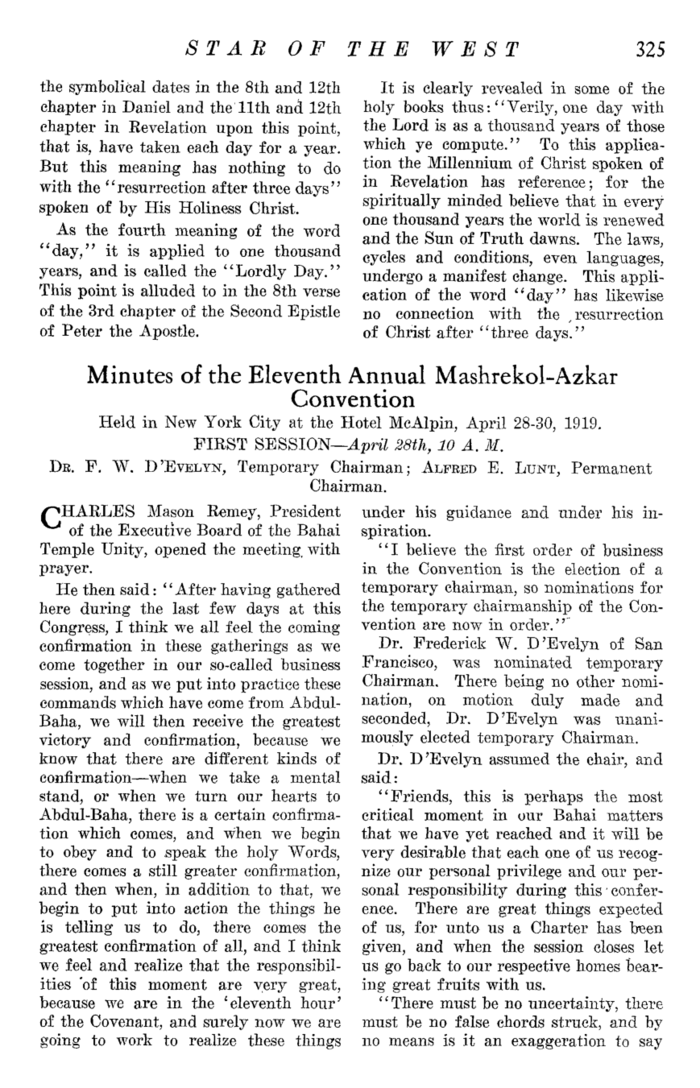 STAR OF THE WEST 325
the symbolical dates in the 8th and 12th
chapter in Daniel and the 11th and 12th
chapter in Revelation upon this point,
that is, have taken each day for a year.
But this meaning has nothing to do
with the "resurrection after three days"
spoken of by His Holiness Christ.
As the fourth meaning of the word
"day," it is applied to one thousand
years, and is called the "Lordly Day."
This point is alluded to in the 8th verse
of the 3rd chapter of the Second Epistle
of Peter the Apostle.
It is clearly revealed in some of the
holy books thus: "Verily, one day with
the Lord is as a thousand years of those
which ye compute." To this applica-
tion the Millennium of Christ spoken of
in Revelation has reference; for the
spiritually minded believe that in every
one thousand years the world is renewed
and the Sun of Truth dawns. The laws,
cycles and conditions, even languages,
undergo a manifest change. This appli-
cation of the word "day" has likewise
no connection with the resurrection
of Christ after "three days."
Minutes of the Eleventh Annual Mashrekol-Azkar
Convention
Held in New York City at the Hotel McAlpin, April 28-30, 1919.
FIRST SESSION—April 28th, 10 A. M.
DR. F. W. D'EVELYN, Temporary Chairman; ALFRED E. LUNT, Permanent
Chairman.
CHARLES Mason Remey, President
of the Executive Board of the Bahai
Temple Unity, opened the meeting with
prayer.
He then said: "After having gathered
here during the last few days at this
Congress, I think we all feel the coming
confirmation in these gatherings as we
come together in our so-called business
session, and as we put into practice these
commands which have come from Abdul-
Baha, we will then receive the greatest
victory and confirmation, because we
know that there are different kinds of
confirmation—when we take a mental
stand, or when we turn our hearts to
Abdul-Baha, there is a certain confirma-
tion which comes, and when we begin
to obey and to speak the holy Words,
there comes a still greater confirmation,
and then when, in addition to that, we
begin to put into action the things he
is telling us to do, there comes the
greatest confirmation of all, and I think
we feel and realize that the responsibil-
ities of this moment are very great,
because we are in the 'eleventh hour'
of the Covenant, and surely now we are
going to work to realize these things
under his guidance and under his in-
spiration.
"I believe the first order of business
in the Convention is the election of a
temporary chairman, so nominations for
the temporary chairmanship of the Con-
vention are now in order."
Dr. Frederick W. D'Evelyn of San
Francisco, was nominated temporary
Chairman. There being no other nomi-
nation, on motion duly made and
seconded, Dr. D'Evelyn was unani-
mously elected temporary Chairman.
Dr. D'Evelyn assumed the chair, and
said:
"Friends, this is perhaps the most
critical moment in our Bahai matters
that we have yet reached and it will be
very desirable that each one of us recog-
nize our personal privilege and our per-
sonal responsibility during this confer-
ence. There are great things expected
of us, for unto us a Charter has been
given, and when the session closes let
us go back to our respective homes bear-
ing great fruits with us.
"There must be no uncertainty, there
must be no false chords struck, and by
no means is it an exaggeration to say